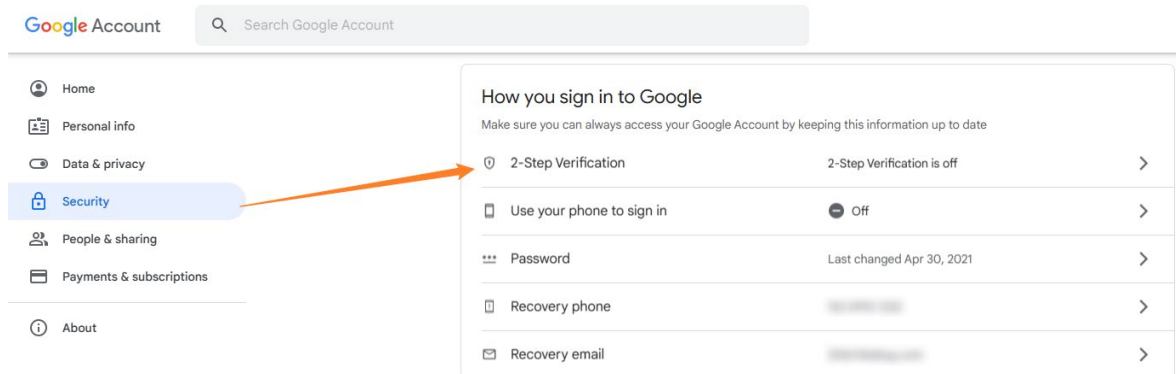 Google Account
Search Google Account
Home
Personal info
Data & privacy
Security
People & sharing
Payments & subscriptions
About
How you sign in to Google
Make sure you can always access your Google Account by keeping this information up to date
2-Step Verification 2-Step Verification is off
Use your phone to sign in Off
Password Last changed Apr 30, 2021
Recovery phone
Recovery email